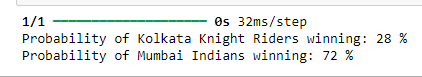 1/1 ━━━━━━━━━━━━━━━━━━━━ 0s 32ms/step
Probability of Kolkata Knight Riders winning: 28 %
Probability of Mumbai Indians winning: 72 %